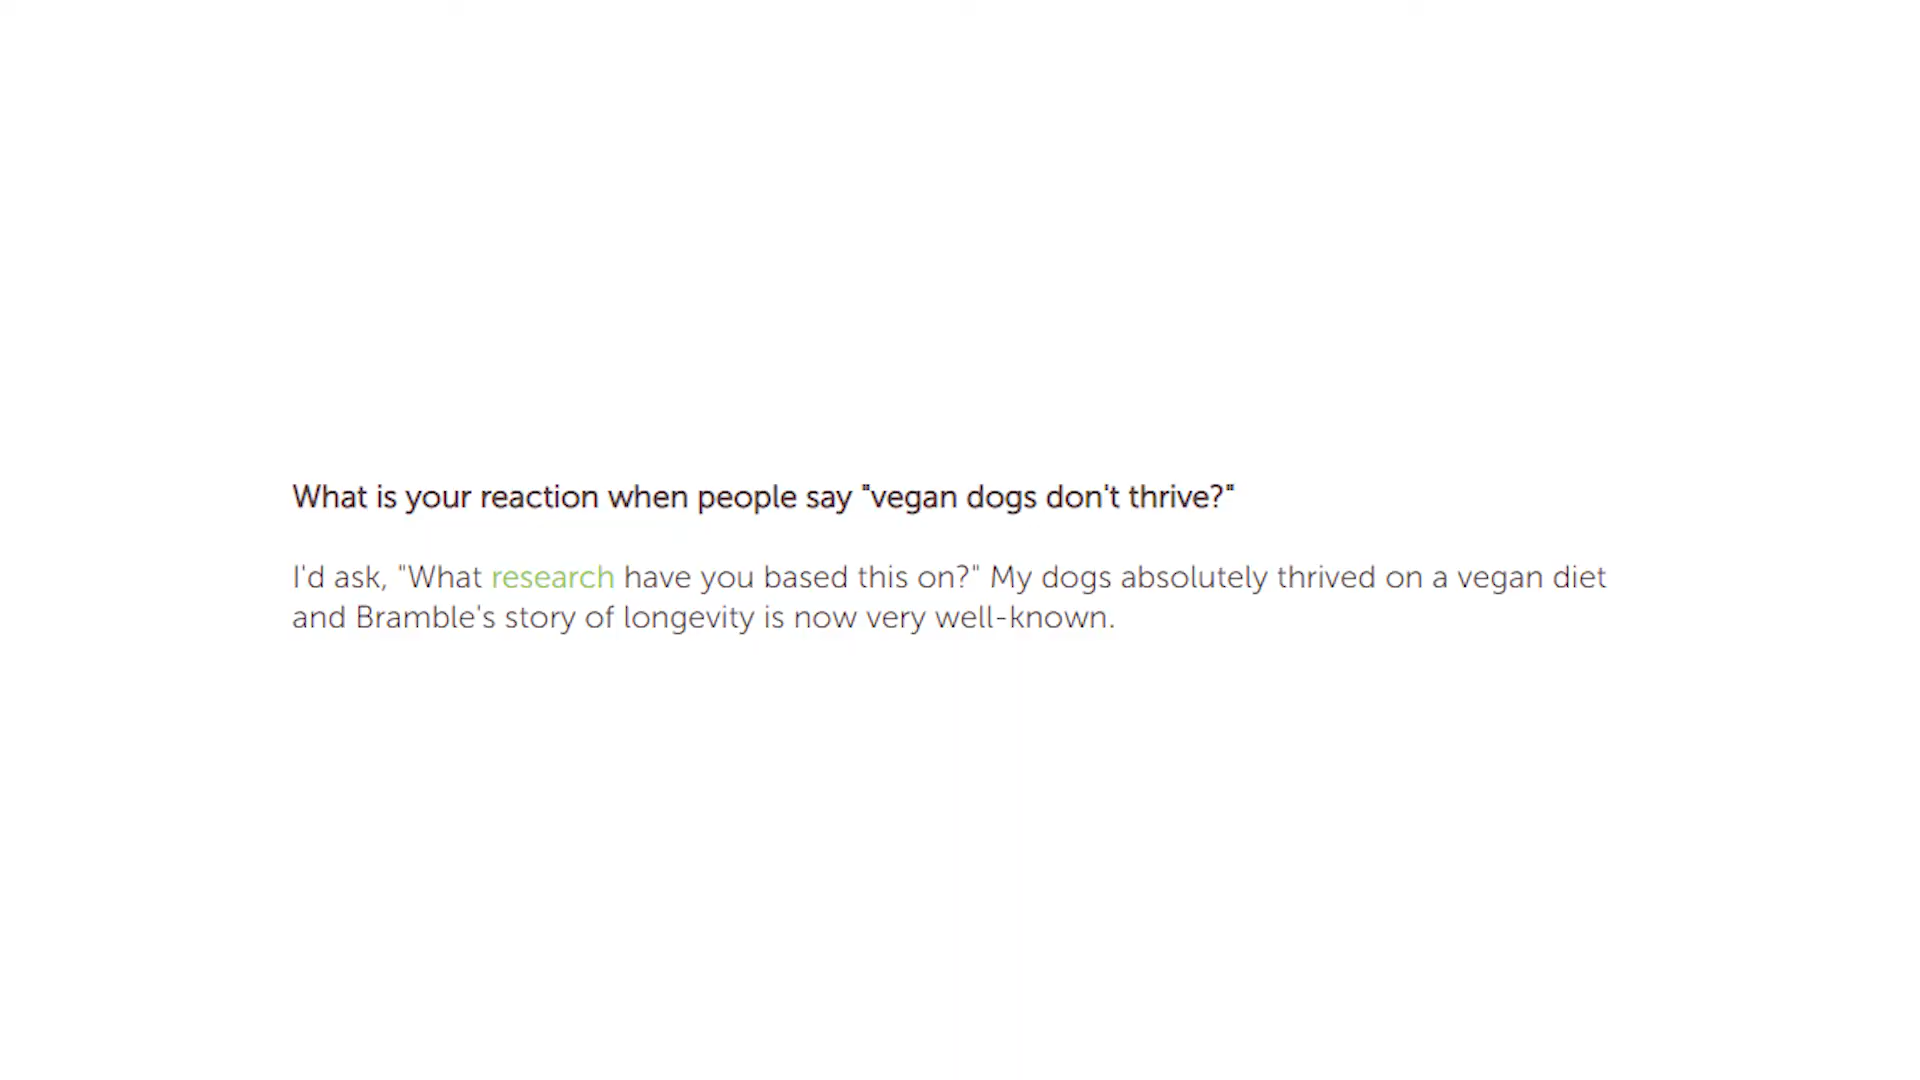 What is your reaction when people say "vegan dogs don't thrive?"
I'd ask, "What research have you based this on?" My dogs absolutely thrived on a vegan diet
and Bramble's story of longevity is now very well-known.